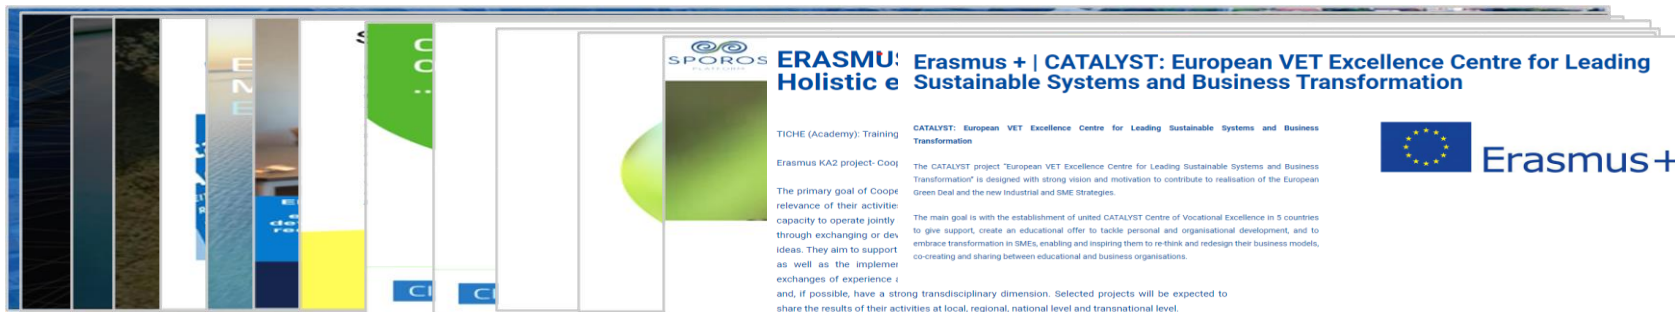 SPOROS
PLATFORM
ERASMUS
Holistic e
TICHE (Academy): Training
Erasmus KA2 project- Coop
The primary goal of Coope
relevance of their activitie
capacity to operate jointly
through exchanging or dev
ideas. They aim to support
as well as the implemen
exchanges of experience a
and, if possible, have a strong transdisciplinary dimension. Selected projects will be expected to
share the results of their activities at local, regional, national level and transnational level.
Erasmus + | CATALYST: European VET Excellence Centre for Leading
Sustainable Systems and Business Transformation
CATALYST: European VET Excellence Centre for Leading Sustainable Systems and Business
Transformation
The CATALYST project "European VET Excellence Centre for Leading Sustainable Systems and Business
Transformation" is designed with strong vision and motivation to contribute to realisation of the European
Green Deal and the new Industrial and SME Strategies.
The main goal is with the establishment of united CATALYST Centre of Vocational Excellence in 5 countries
to give support, create an educational offer to tackle personal and organisational development, and to
embrace transformation in SMEs, enabling and inspiring them to re-think and redesign their business models,
co-creating and sharing between educational and business organisations.
Erasmus+